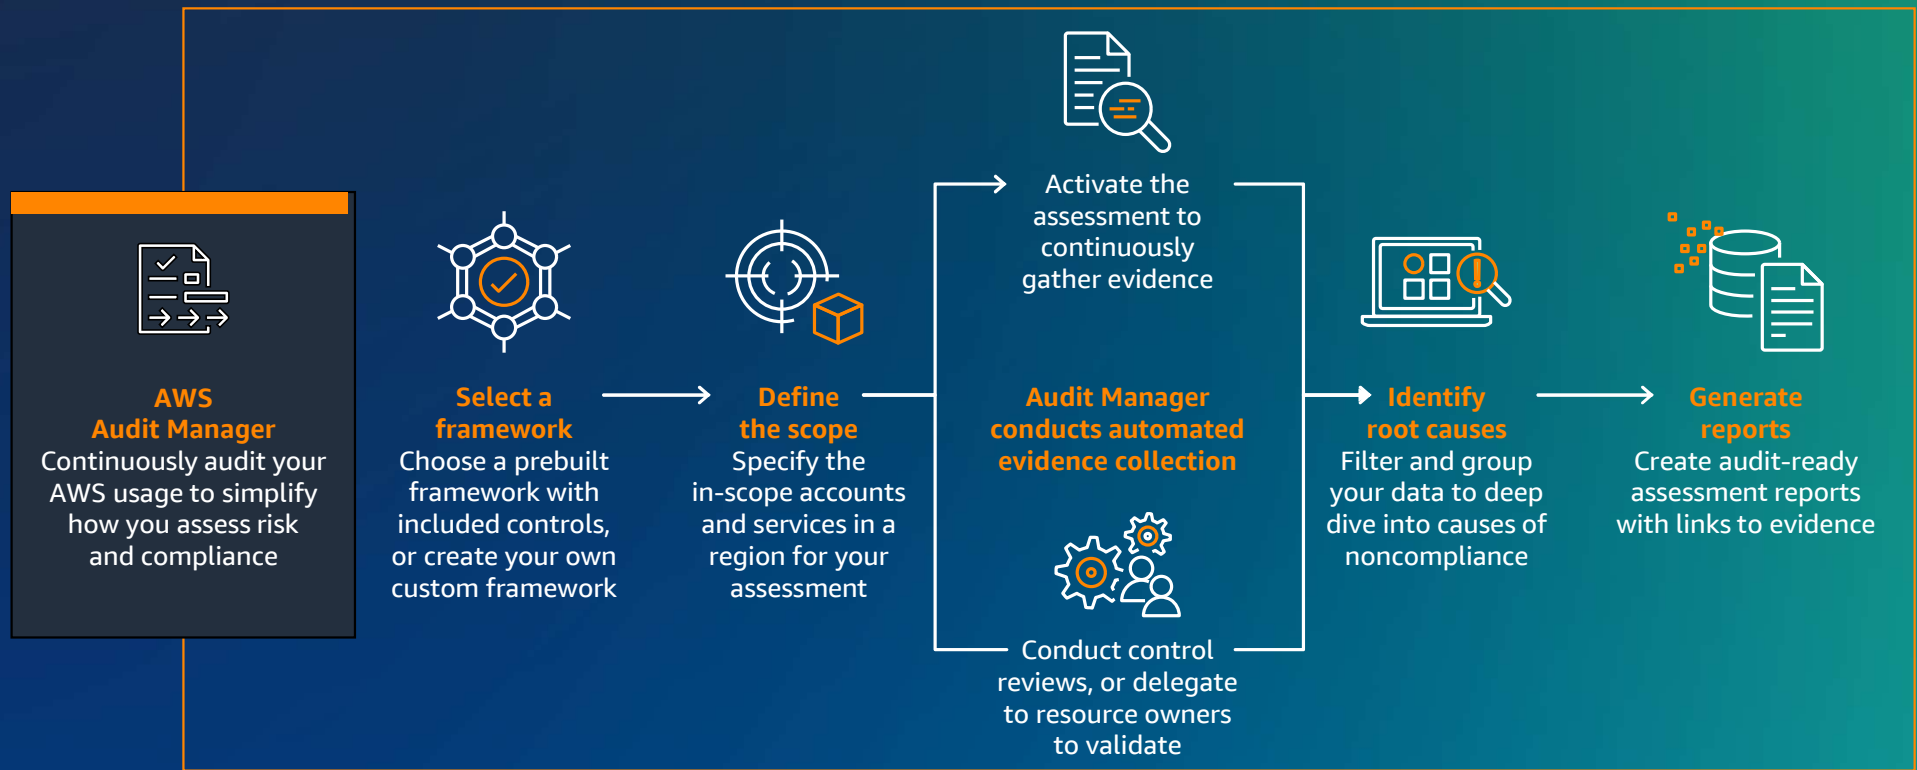 AWS
Audit Manager
Continuously audit your
AWS usage to simplify
how you assess risk
and compliance
Select a
framework
Choose a prebuilt
framework with
included controls,
or create your own
custom framework
Define
the scope
Specify the
in-scope accounts
and services in a
region for your
assessment
Activate the
assessment to
continuously
gather evidence
Audit Manager
conducts automated
evidence collection
Conduct control
reviews, or delegate
to resource owners
to validate
Identify
root causes
Filter and group
your data to deep
dive into causes of
noncompliance
Generate
reports
Create audit-ready
assessment reports
with links to evidence